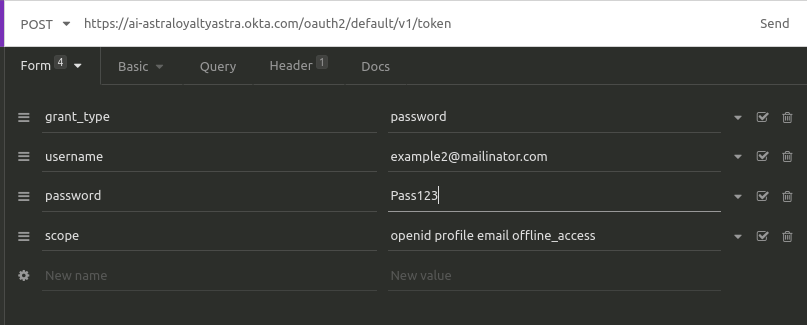 POST https://ai-astraloyaltyastra.okta.com/oauth2/default/v1/token Send
Form 4 Basic Query Header 1 Docs
grant_type password
username example2@mailinator.com
password Pass123
scope openid profile email offline_access
New name New value